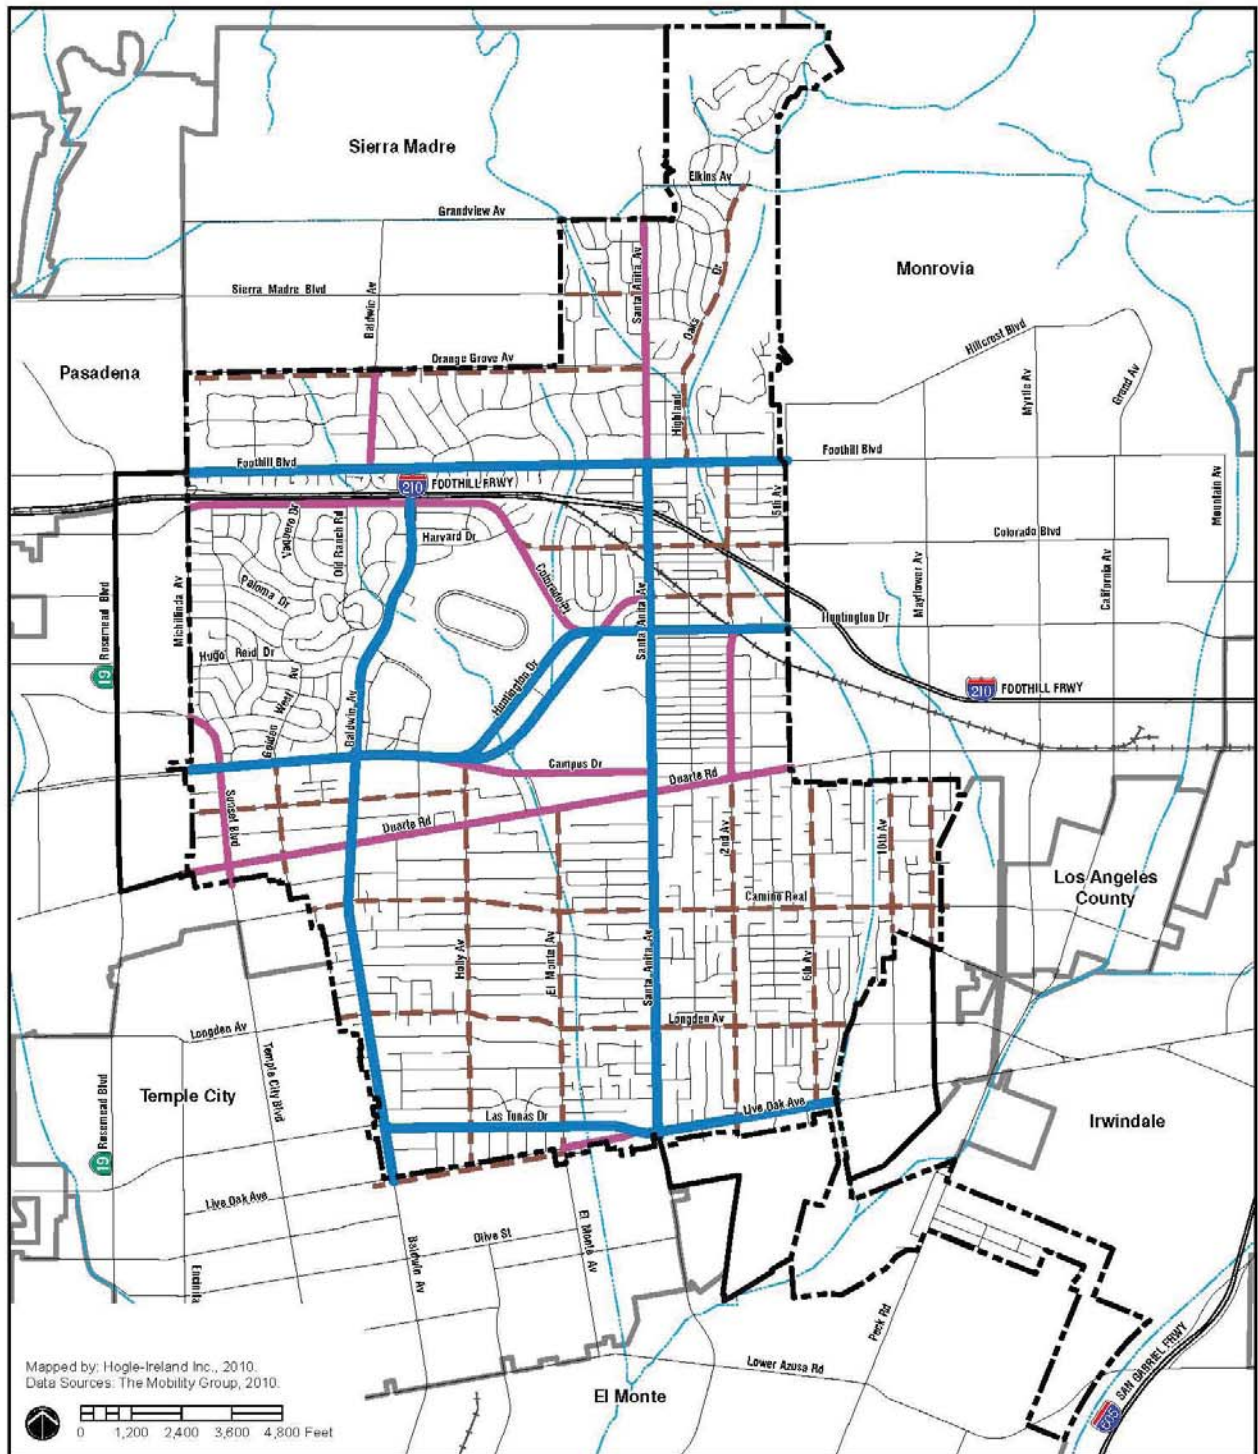 Sierra Madre
Elkins Av
Grandview Av
Santa Anita Av
Monrovia
Sierra Madre Blvd
Baldwin Av
Oaks Dr
Hillcrest Blvd
Orange Grove Av
Pasadena
Myrtle Av
Grand Av
Highland
Foothill Blvd
Foothill Blvd
210 FOOTHILL FRWY
Mountain Av
5th Av
Vaquero Dr
Old Ranch Rd
Harvard Dr
Colorado Blvd
Rosemead Blvd
Michillinda Av
Paloma Dr
Colorado Pl
Santa Anita Av
Mayflower Av
California Av
Huntington Dr
Hugo Reid Dr
19
Golden West Av
Baldwin Av
Huntington Dr
210 FOOTHILL FRWY
Campus Dr
Duarte Rd
Sunset Blvd
Duarte Rd
2nd Av
10th Av
Los Angeles
County
Camino Real
Holly Av
El Monte Av
Santa Anita Av
6th Av
Longden Av
Longden Av
Temple City Blvd
Rosemead Blvd
Temple City
Las Tunas Dr
Live Oak Ave
Irwindale
19
Live Oak Ave
Olive St
El Monte Av
Baldwin Av
Encinita
Peck Rd
Lower Azusa Rd
El Monte
605 SAN GABRIEL FRWY
Mapped by: Hogle-Ireland Inc., 2010.
Data Sources: The Mobility Group, 2010.
0 1,200 2,400 3,600 4,800 Feet